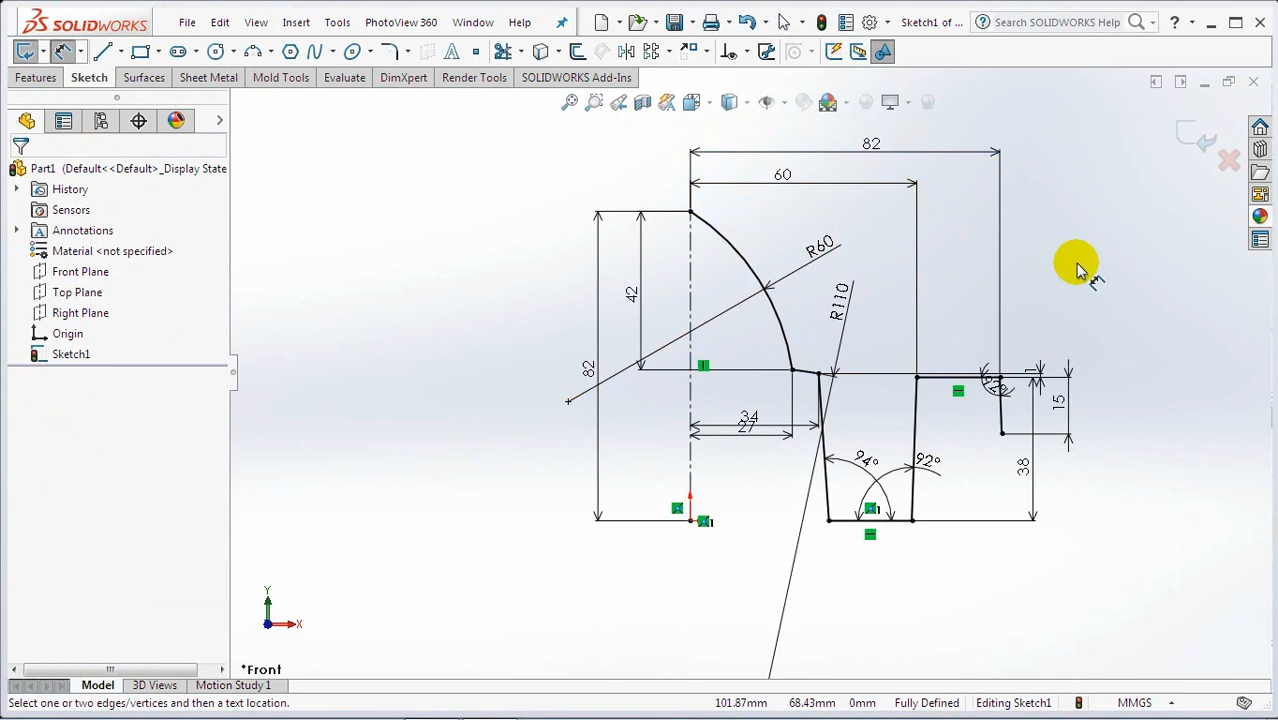 SOLIDWORKS File Edit View Insert Tools PhotoView 360 Window Help Sketch1 of ... Search SOLIDWORKS Help ?
Features Sketch Surfaces Sheet Metal Mold Tools Evaluate DimXpert Render Tools SOLIDWORKS Add-Ins
Part1 (Default<<Default>_Display State
History
Sensors
Annotations
Material <not specified>
Front Plane
Top Plane
Right Plane
Origin
Sketch1
82
60
R60
42
R110
82
1
92°
15
34
27
94°
92°
38
1
1
Y
X
*Front
Model 3D Views Motion Study 1
Select one or two edges/vertices and then a text location. 101.87mm 68.43mm 0mm Fully Defined Editing Sketch1 MMGS